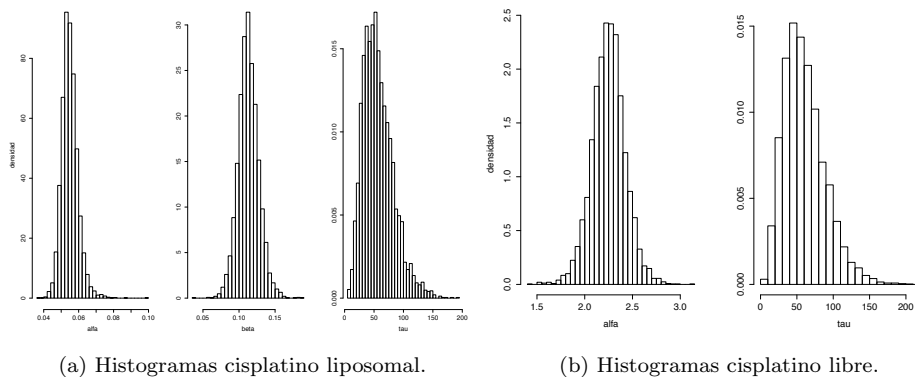 densidad
0 20 40 60 80
0.04 0.06 0.08 0.10
alfa
0 5 10 15 20 25 30
0.05 0.10 0.15
beta
0.000 0.005 0.010 0.015
0 50 100 150 200
tau
densidad
0.0 0.5 1.0 1.5 2.0 2.5
1.5 2.0 2.5 3.0
alfa
0.000 0.005 0.010 0.015
0 50 100 150 200
tau
(a) Histogramas cisplatino liposomal.
(b) Histogramas cisplatino libre.